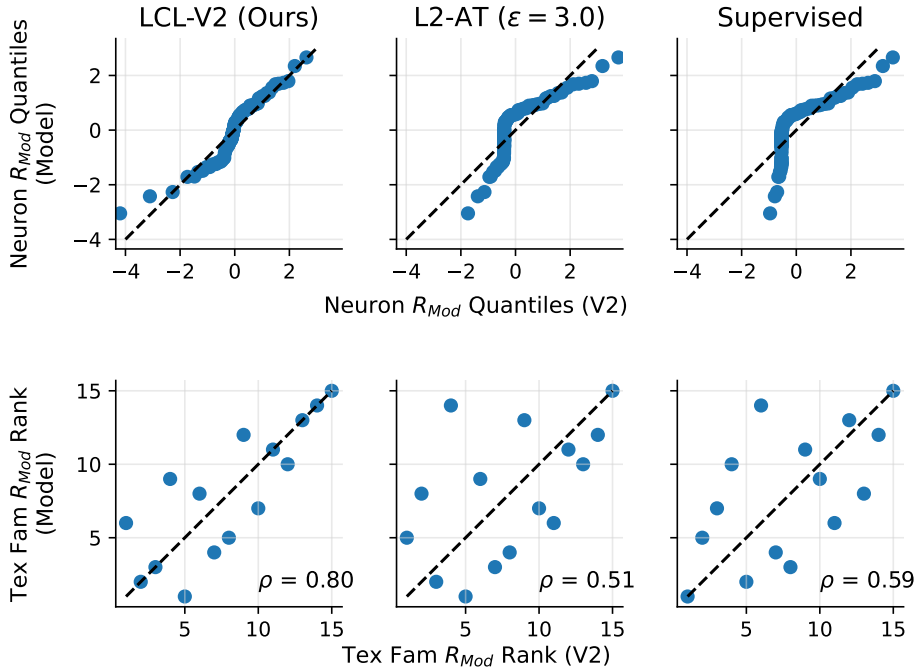 LCL-V2 (Ours)
L2-AT (ε = 3.0)
Supervised
Neuron R_Mod Quantiles
(Model)
2
0
−2
−4
−4 −2 0 2
−4 −2 0 2
−4 −2 0 2
Neuron R_Mod Quantiles (V2)
Tex Fam R_Mod Rank
(Model)
15
10
5
ρ = 0.80
ρ = 0.51
ρ = 0.59
5 10 15
5 10 15
5 10 15
Tex Fam R_Mod Rank (V2)